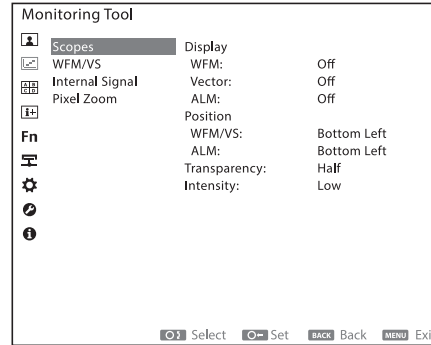 Monitoring Tool
Scopes
WFM/VS
Internal Signal
Pixel Zoom
Fn
Display
WFM: Off
Vector: Off
ALM: Off
Position
WFM/VS: Bottom Left
ALM: Bottom Left
Transparency: Half
Intensity: Low
Select Set BACK Back MENU Exi